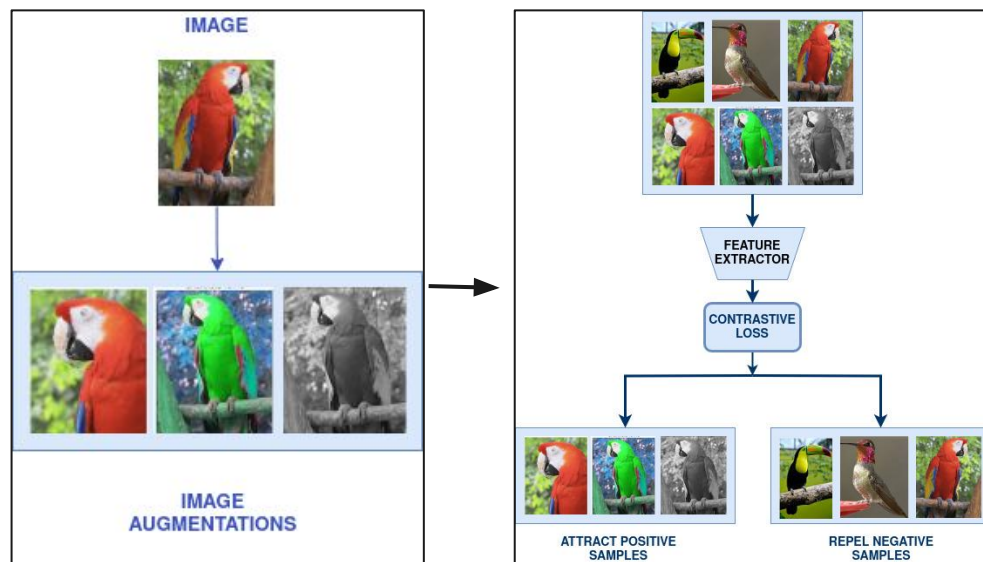 IMAGE
IMAGE
AUGMENTATIONS
FEATURE
EXTRACTOR
CONTRASTIVE
LOSS
ATTRACT POSITIVE
SAMPLES
REPEL NEGATIVE
SAMPLES